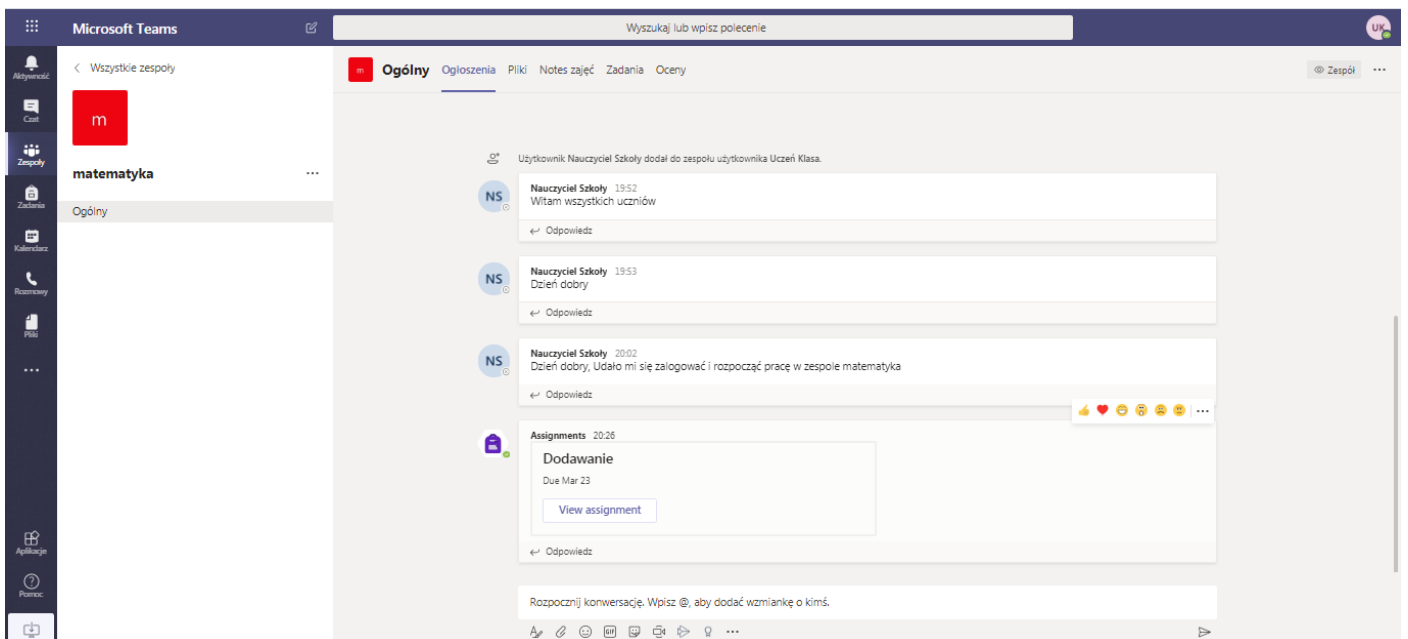 Microsoft Teams
Wyszukaj lub wpisz polecenie
UK
Aktywność
Czat
Zespoły
Zadania
Kalendarz
Rozmowy
Pliki
Aplikacje
Pomoc
Wszystkie zespoły
m
matematyka
Ogólny
m
Ogólny
Ogłoszenia
Pliki
Notes zajęć
Zadania
Oceny
Zespół
Użytkownik Nauczyciel Szkoły dodał do zespołu użytkownika Uczeń Klasa.
NS
Nauczyciel Szkoły 19:52
Witam wszystkich uczniów
Odpowiedz
NS
Nauczyciel Szkoły 19:53
Dzień dobry
Odpowiedz
NS
Nauczyciel Szkoły 20:02
Dzień dobry, Udało mi się zalogować i rozpocząć pracę w zespole matematyka
Odpowiedz
Assignments 20:26
Dodawanie
Due Mar 23
View assignment
Odpowiedz
Rozpocznij konwersację. Wpisz @, aby dodać wzmiankę o kimś.
GIF